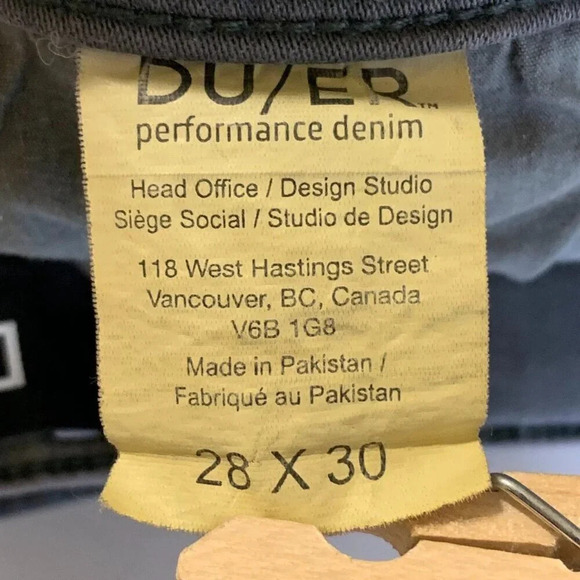 DU/ER™
performance denim
Head Office / Design Studio
Siège Social / Studio de Design
118 West Hastings Street
Vancouver, BC, Canada
V6B 1G8
Made in Pakistan /
Fabriqué au Pakistan
28 X 30